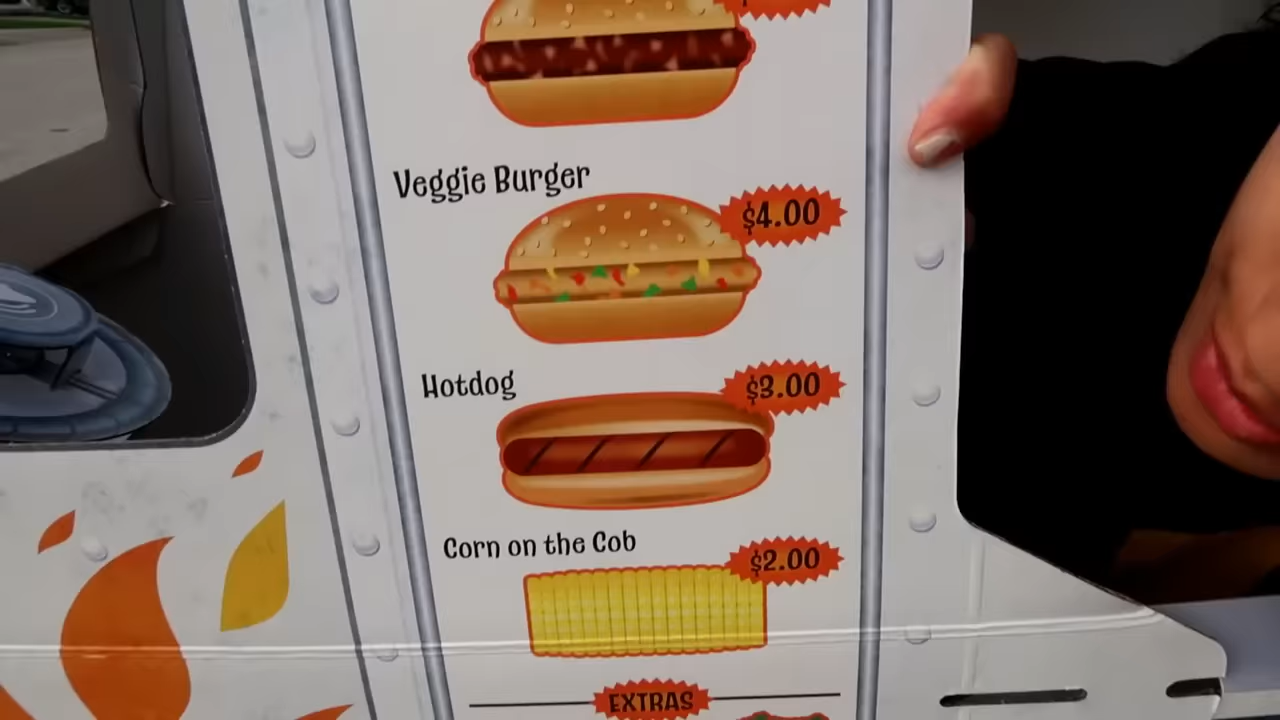 Veggie Burger
$4.00
Hotdog
$3.00
Corn on the Cob
$2.00
EXTRAS